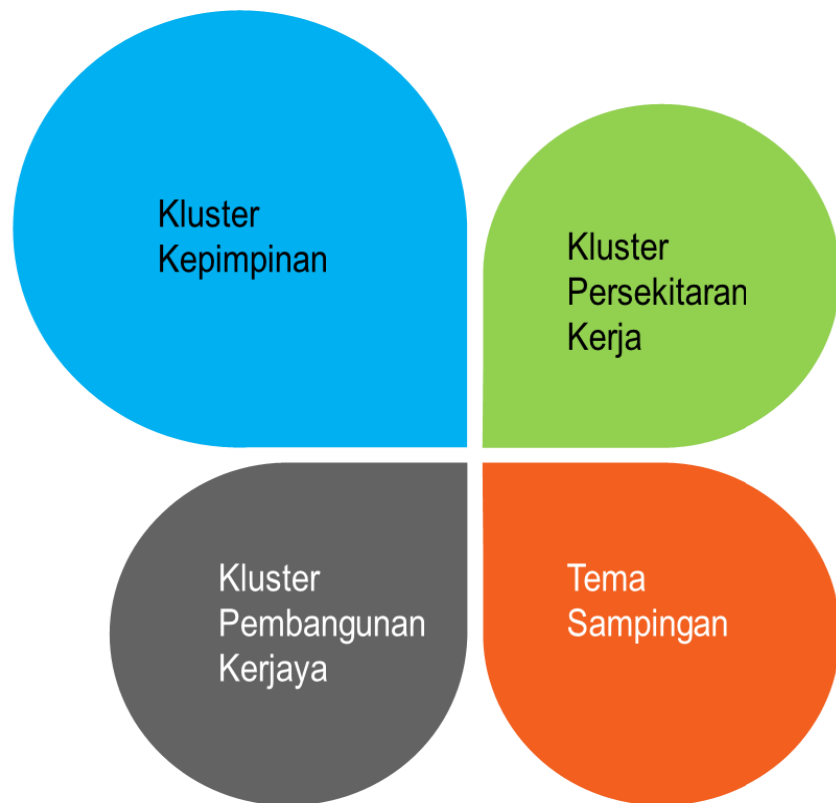 Kluster
Kepimpinan
Kluster
Persekitaran
Kerja
Kluster
Pembangunan
Kerjaya
Tema
Sampingan